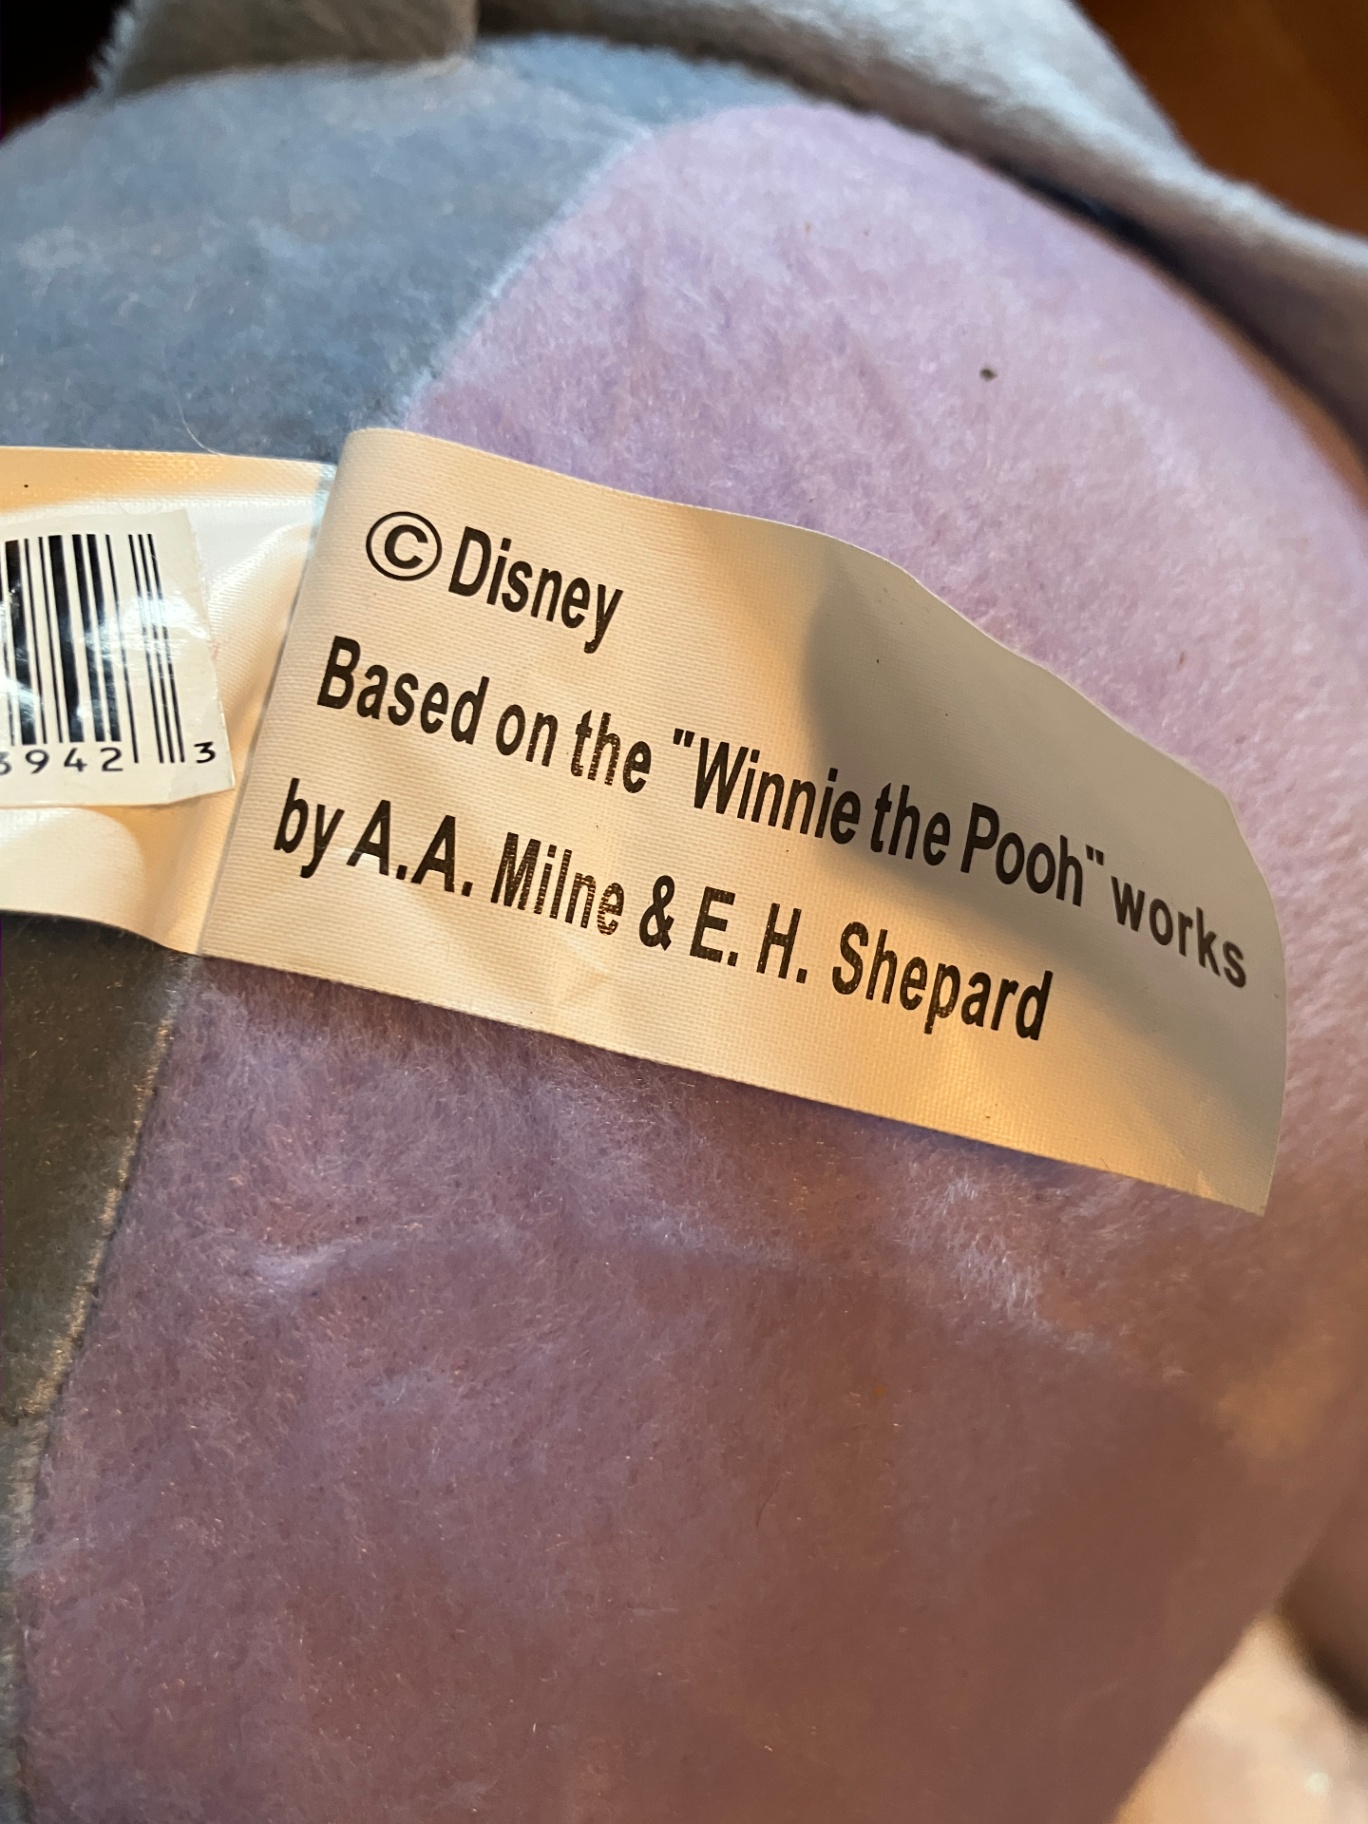 © Disney
Based on the "Winnie the Pooh" works
by A.A. Milne & E. H. Shepard
3942 3